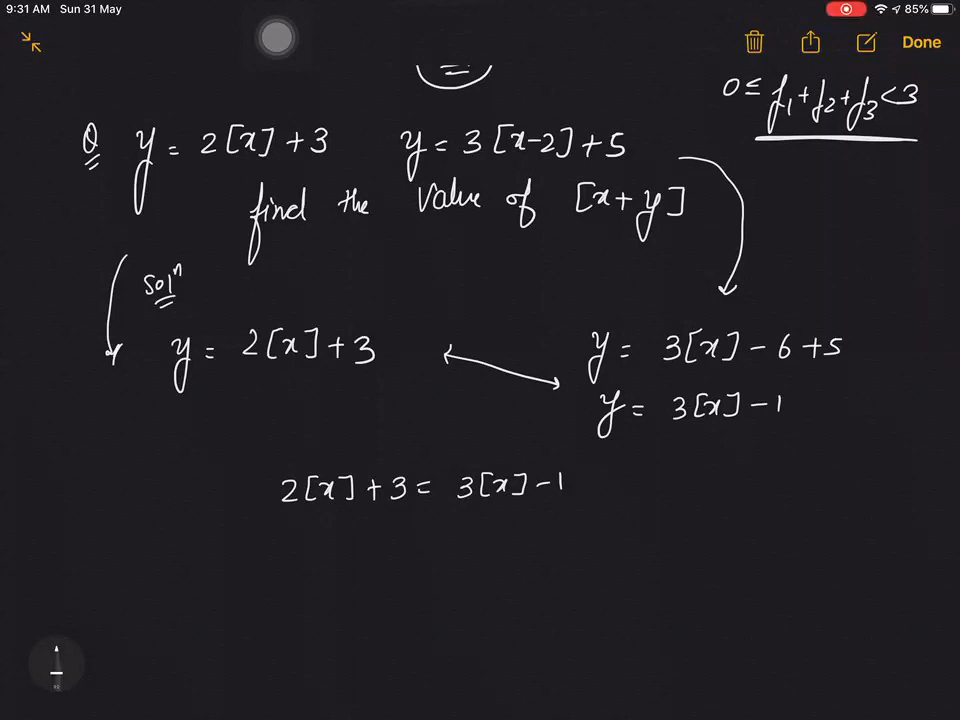 9:31 AM Sun 31 May 85%
Done
0 ≤ f₁ + f₂ + f₃ < 3
Q y = 2[x] + 3 y = 3[x-2] + 5
find the value of [x + y]
Solⁿ
y = 2[x] + 3 y = 3[x] - 6 + 5
y = 3[x] - 1
2[x] + 3 = 3[x] - 1